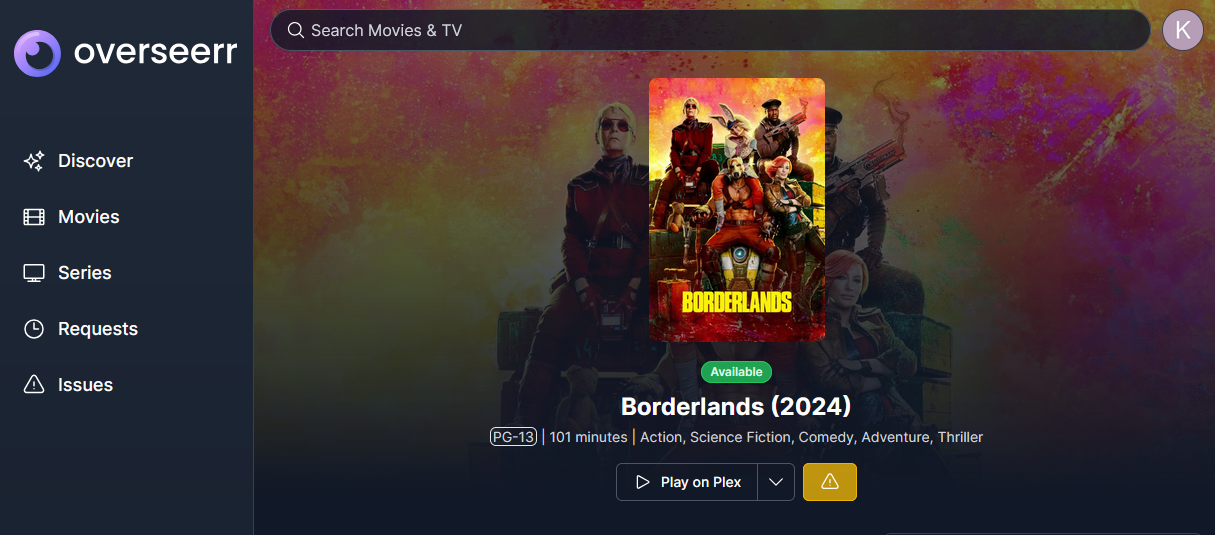 overseerr
Search Movies & TV
K
Discover
Movies
Series
Requests
Issues
BORDERLANDS
Available
Borderlands (2024)
PG-13 | 101 minutes | Action, Science Fiction, Comedy, Adventure, Thriller
Play on Plex